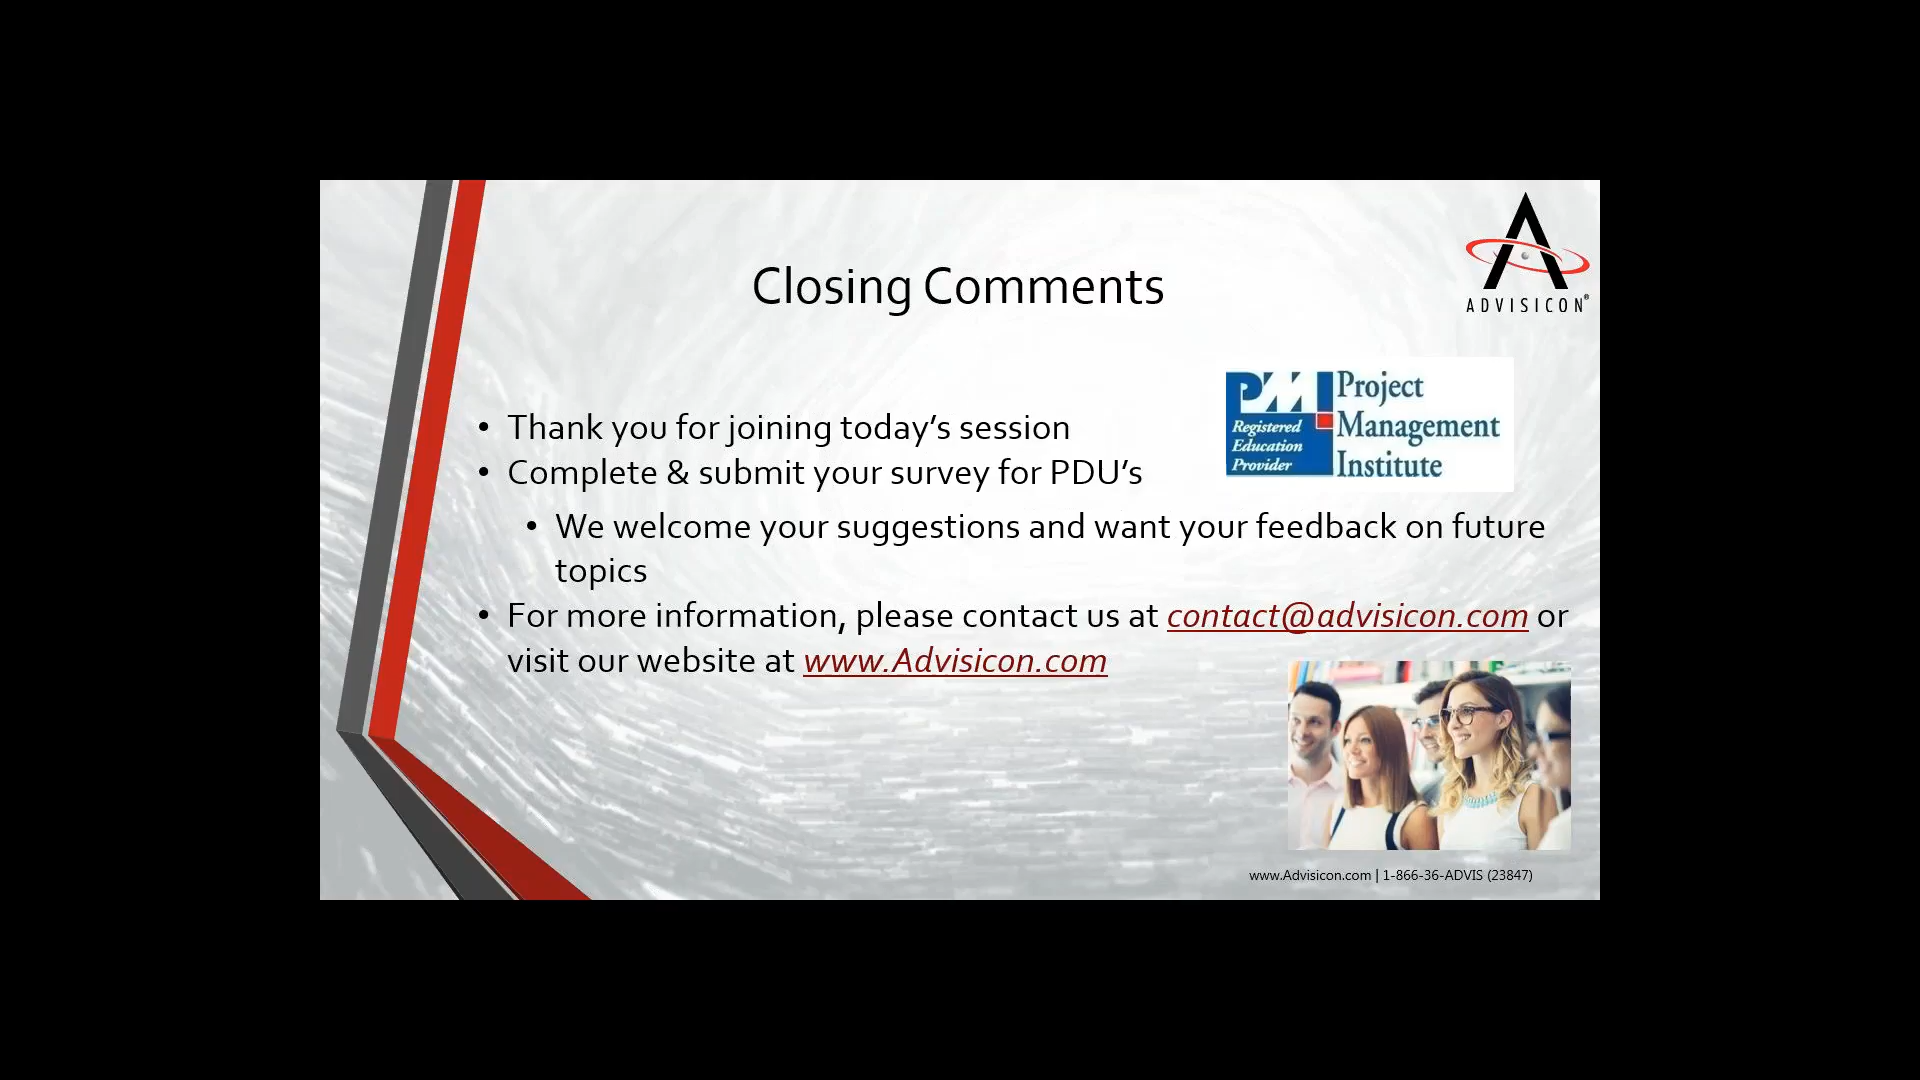 ADVISICON®
Closing Comments
PMI Project
Management
Institute
Registered
Education
Provider
• Thank you for joining today’s session
• Complete & submit your survey for PDU’s
• We welcome your suggestions and want your feedback on future
topics
• For more information, please contact us at contact@advisicon.com or
visit our website at www.Advisicon.com
www.Advisicon.com | 1-866-36-ADVIS (23847)